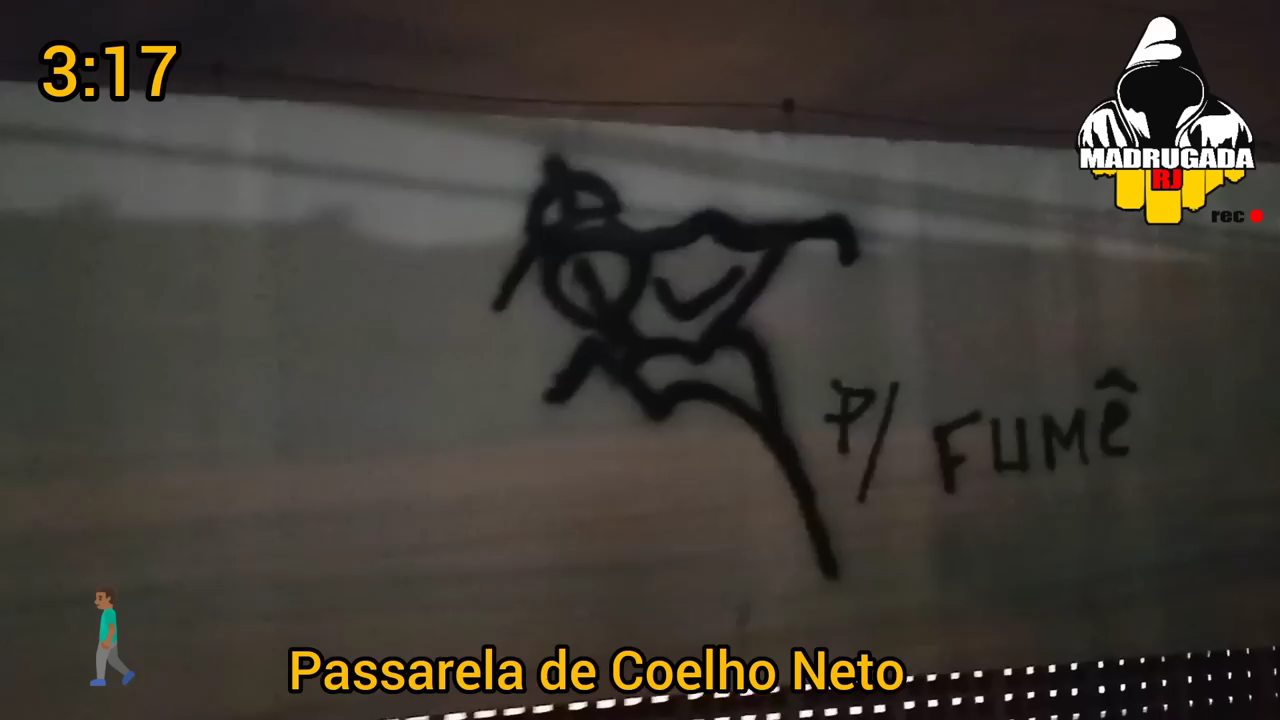 3:17
MADRUGADA
RJ
rec
P/ FUMÊ
Passarela de Coelho Neto